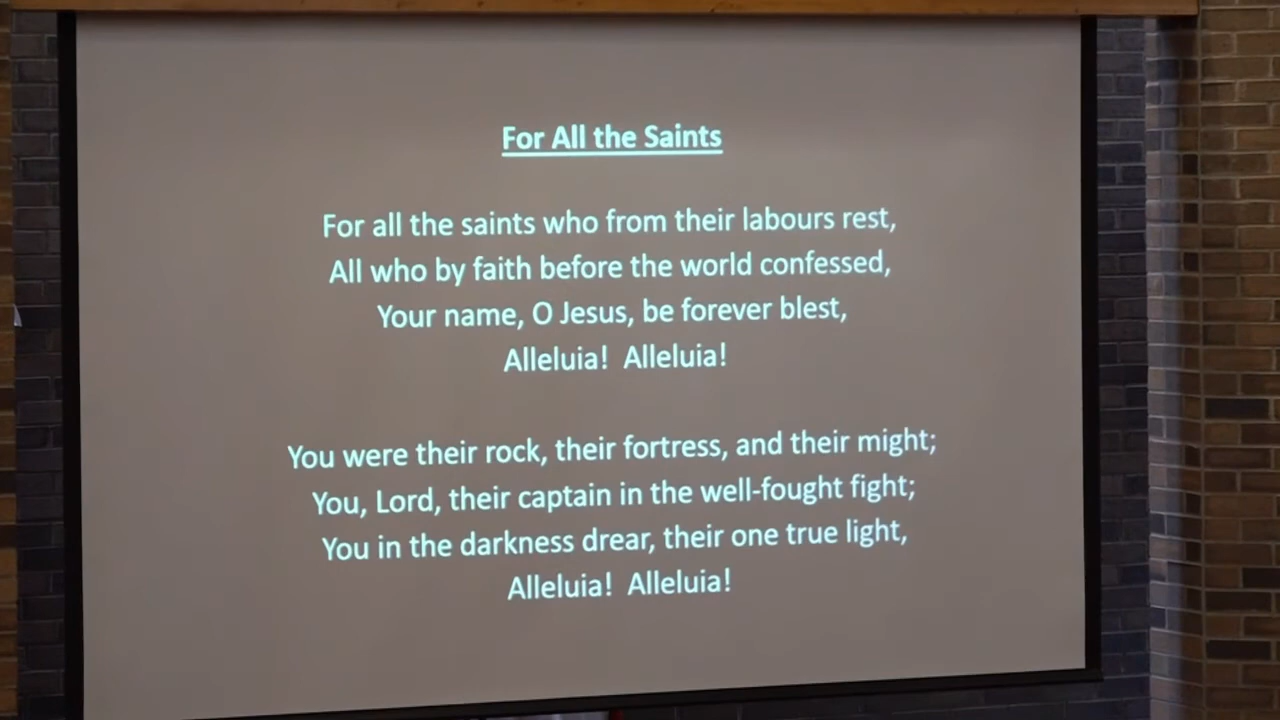 For All the Saints
For all the saints who from their labours rest,
All who by faith before the world confessed,
Your name, O Jesus, be forever blest,
Alleluia!  Alleluia!
You were their rock, their fortress, and their might;
You, Lord, their captain in the well-fought fight;
You in the darkness drear, their one true light,
Alleluia!  Alleluia!